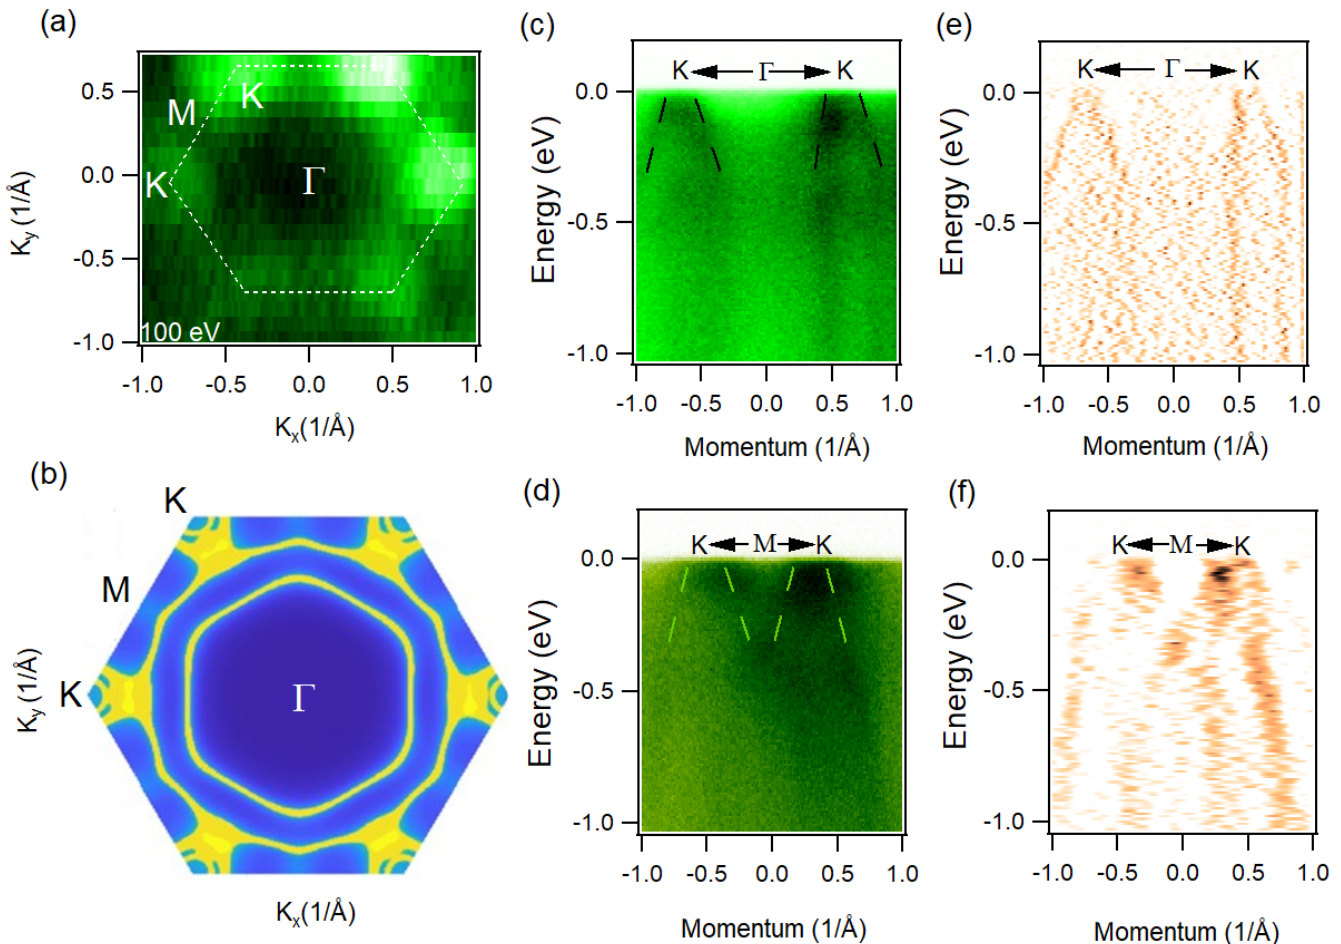 (a)
M
K
K
Γ
100 eV
0.5
0.0
-0.5
-1.0
-1.0 -0.5 0.0 0.5 1.0
Ky (1/Å)
Kx(1/Å)
(b)
K
M
K
Γ
Ky (1/Å)
Kx(1/Å)
(c)
K Γ K
0.0
-0.5
-1.0
Energy (eV)
-1.0 -0.5 0.0 0.5 1.0
Momentum (1/Å)
(d)
K M K
0.0
-0.5
-1.0
Energy (eV)
-1.0 -0.5 0.0 0.5 1.0
Momentum (1/Å)
(e)
K Γ K
0.0
-0.5
-1.0
Energy (eV)
-1.0 -0.5 0.0 0.5 1.0
Momentum (1/Å)
(f)
K M K
0.0
-0.5
-1.0
Energy (eV)
-1.0 -0.5 0.0 0.5 1.0
Momentum (1/Å)